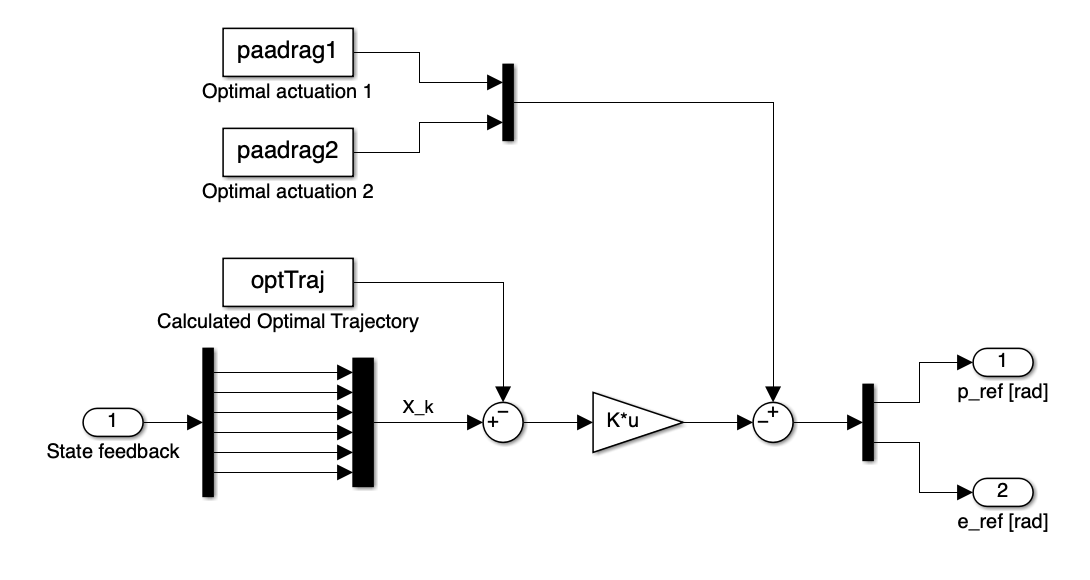 paadrag1
Optimal actuation 1
paadrag2
Optimal actuation 2
optTraj
Calculated Optimal Trajectory
1
State feedback
X_k
+
−
K*u
−
+
1
p_ref [rad]
2
e_ref [rad]